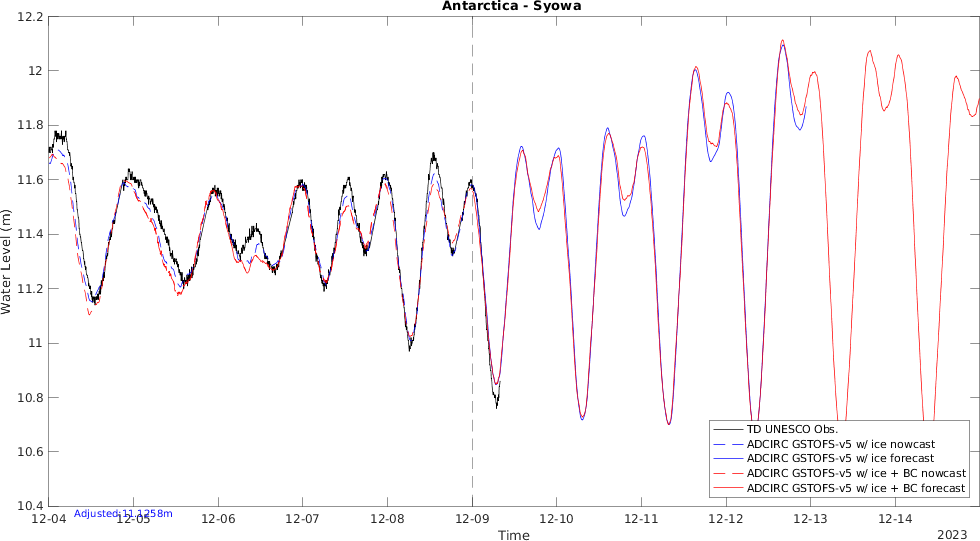 Antarctica - Syowa
Water Level (m)
12.2
12
11.8
11.6
11.4
11.2
11
10.8
10.6
10.4
TD UNESCO Obs.
ADCIRC GSTOFS-v5 w/ ice nowcast
ADCIRC GSTOFS-v5 w/ ice forecast
ADCIRC GSTOFS-v5 w/ ice + BC nowcast
ADCIRC GSTOFS-v5 w/ ice + BC forecast
Adjusted:11.1258m
12-04 12-05 12-06 12-07 12-08 12-09 12-10 12-11 12-12 12-13 12-14
Time
2023